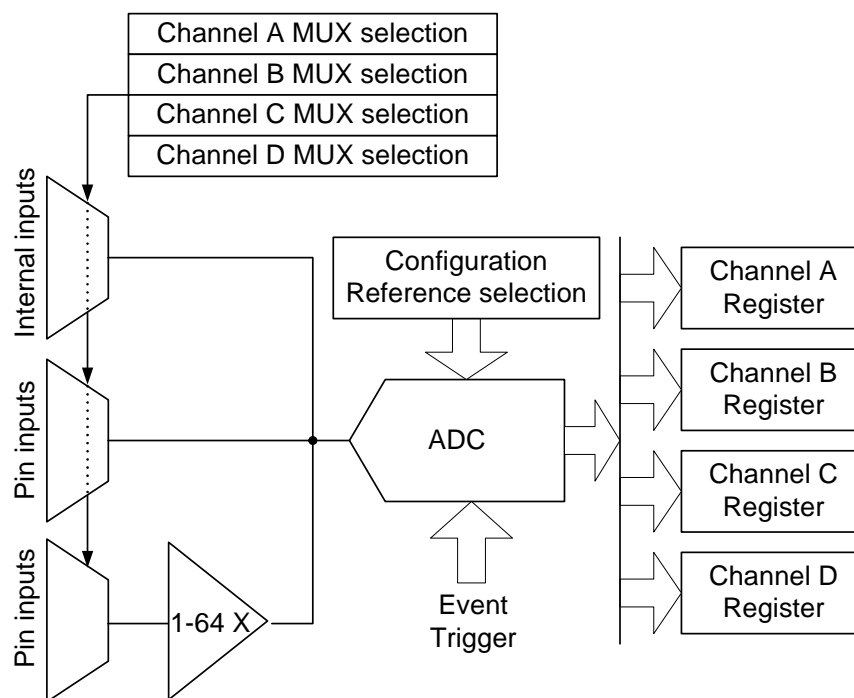 Channel A MUX selection
Channel B MUX selection
Channel C MUX selection
Channel D MUX selection
Internal inputs
Pin inputs
Pin inputs
1-64 X
Configuration
Reference selection
ADC
Event
Trigger
Channel A
Register
Channel B
Register
Channel C
Register
Channel D
Register